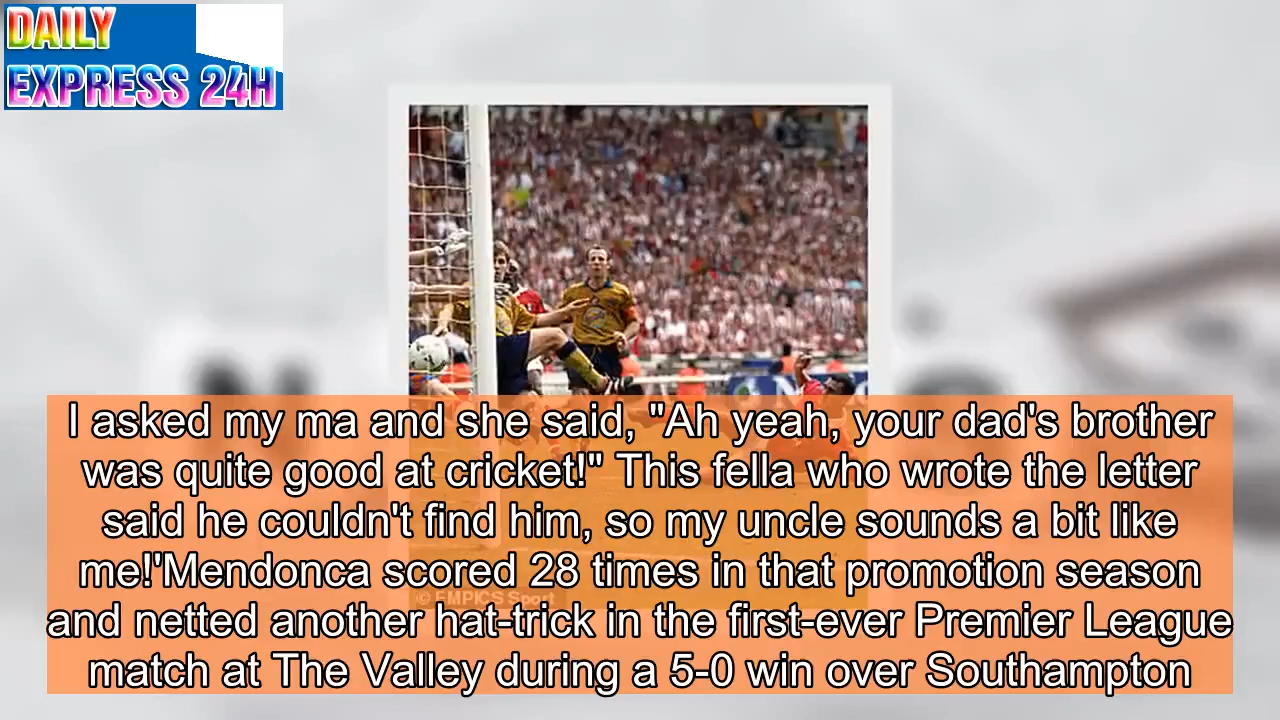 DAILY
EXPRESS 24H
I asked my ma and she said, "Ah yeah, your dad's brother
was quite good at cricket!" This fella who wrote the letter
said he couldn't find him, so my uncle sounds a bit like
me!'Mendonca scored 28 times in that promotion season
© EMPICS Sport
and netted another hat-trick in the first-ever Premier League
match at The Valley during a 5-0 win over Southampton